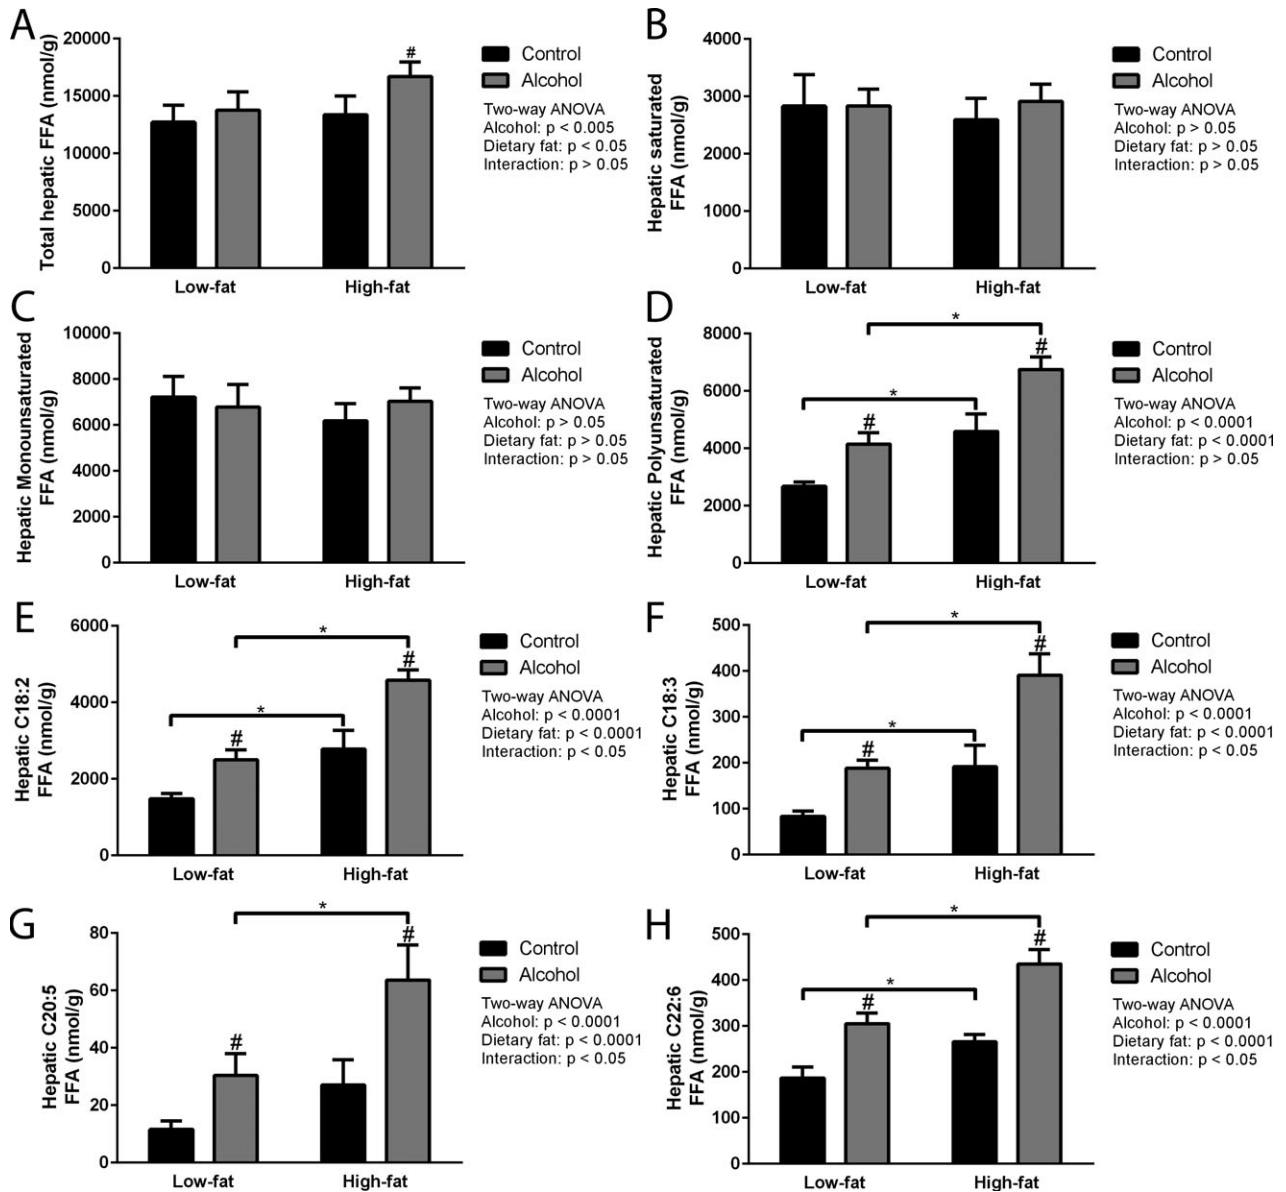 A
Total hepatic FFA (nmol/g)
20000
15000
10000
5000
0
#
Low-fat
High-fat
Control
Alcohol
Two-way ANOVA
Alcohol: p < 0.005
Dietary fat: p < 0.05
Interaction: p > 0.05
B
Hepatic saturated
FFA (nmol/g)
4000
3000
2000
1000
0
Low-fat
High-fat
Control
Alcohol
Two-way ANOVA
Alcohol: p > 0.05
Dietary fat: p > 0.05
Interaction: p > 0.05
C
Hepatic Monounsaturated
FFA (nmol/g)
10000
8000
6000
4000
2000
0
Low-fat
High-fat
Control
Alcohol
Two-way ANOVA
Alcohol: p > 0.05
Dietary fat: p > 0.05
Interaction: p > 0.05
D
Hepatic Polyunsaturated
FFA (nmol/g)
8000
6000
4000
2000
0
*
*
#
#
Low-fat
High-fat
Control
Alcohol
Two-way ANOVA
Alcohol: p < 0.0001
Dietary fat: p < 0.0001
Interaction: p > 0.05
E
Hepatic C18:2
FFA (nmol/g)
6000
4000
2000
0
*
*
#
#
Low-fat
High-fat
Control
Alcohol
Two-way ANOVA
Alcohol: p < 0.0001
Dietary fat: p < 0.0001
Interaction: p < 0.05
F
Hepatic C18:3
FFA (nmol/g)
500
400
300
200
100
0
*
*
#
#
Low-fat
High-fat
Control
Alcohol
Two-way ANOVA
Alcohol: p < 0.0001
Dietary fat: p < 0.0001
Interaction: p < 0.05
G
Hepatic C20:5
FFA (nmol/g)
80
60
40
20
0
*
#
#
Low-fat
High-fat
Control
Alcohol
Two-way ANOVA
Alcohol: p < 0.0001
Dietary fat: p < 0.0001
Interaction: p < 0.05
H
Hepatic C22:6
FFA (nmol/g)
500
400
300
200
100
0
*
*
#
#
Low-fat
High-fat
Control
Alcohol
Two-way ANOVA
Alcohol: p < 0.0001
Dietary fat: p < 0.0001
Interaction: p < 0.05